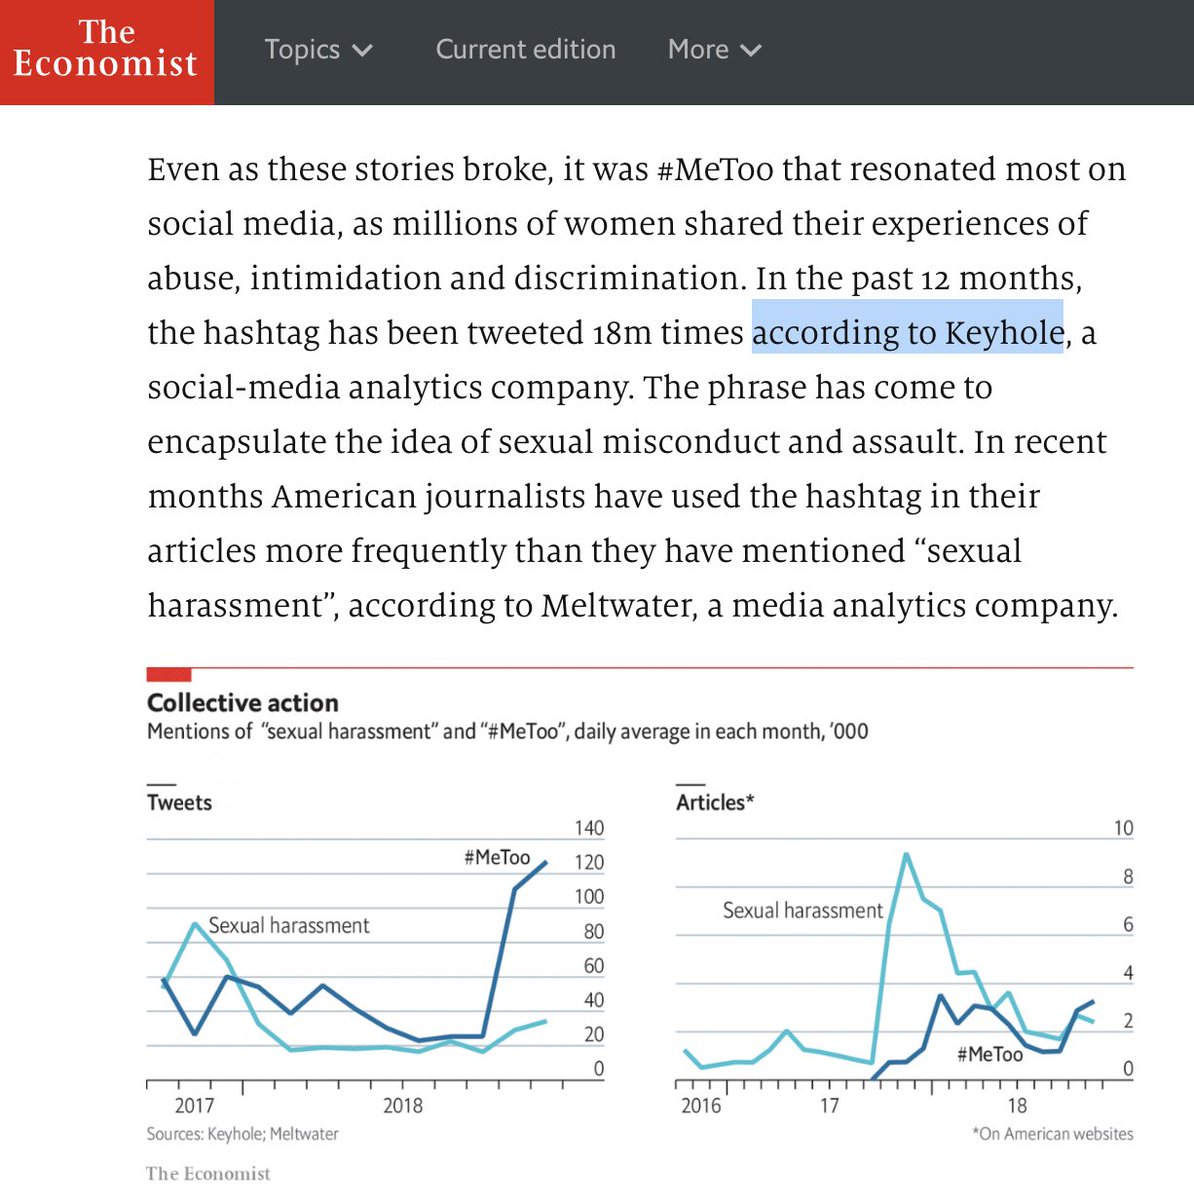 The
Economist
Topics
Current edition
More
Even as these stories broke, it was #MeToo that resonated most on
social media, as millions of women shared their experiences of
abuse, intimidation and discrimination. In the past 12 months,
the hashtag has been tweeted 18m times according to Keyhole, a
social-media analytics company. The phrase has come to
encapsulate the idea of sexual misconduct and assault. In recent
months American journalists have used the hashtag in their
articles more frequently than they have mentioned “sexual
harassment”, according to Meltwater, a media analytics company.
Collective action
Mentions of “sexual harassment” and “#MeToo”, daily average in each month, ’000
Tweets
140
120
100
80
60
40
20
0
#MeToo
Sexual harassment
2017
2018
Articles*
10
8
6
4
2
0
Sexual harassment
#MeToo
2016
17
18
Sources: Keyhole; Meltwater
*On American websites
The Economist